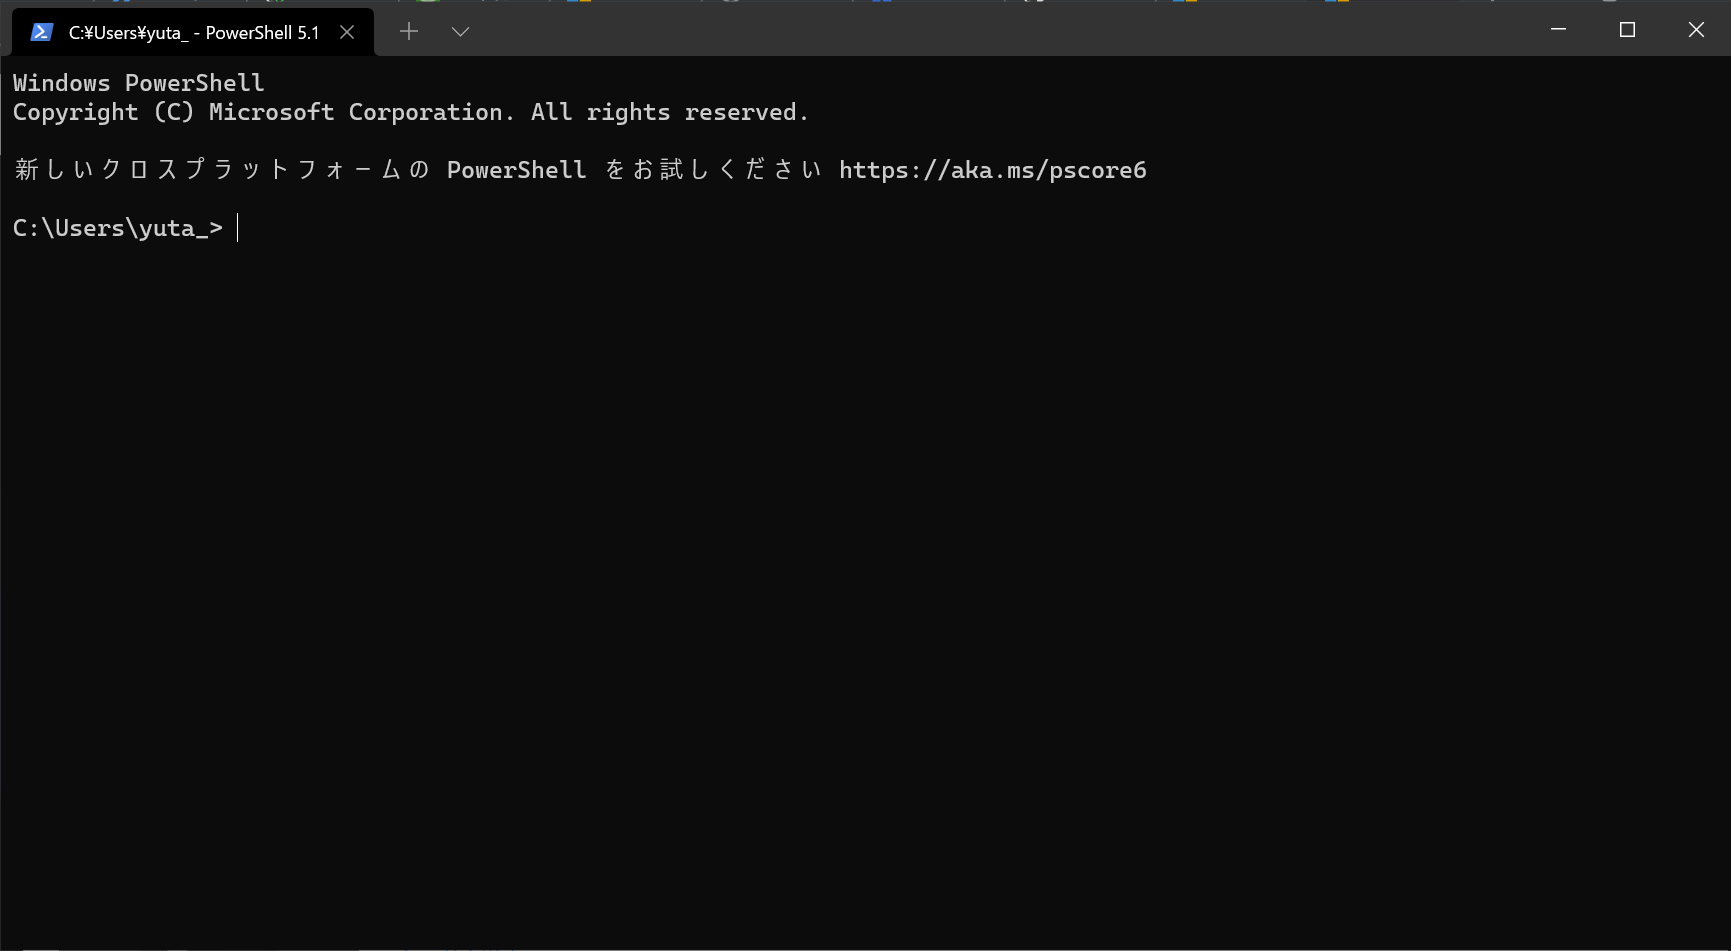 C:¥Users¥yuta_ - PowerShell 5.1
Windows PowerShell
Copyright (C) Microsoft Corporation. All rights reserved.
新しいクロスプラットフォームの PowerShell をお試しください https://aka.ms/pscore6
C:\Users\yuta_>